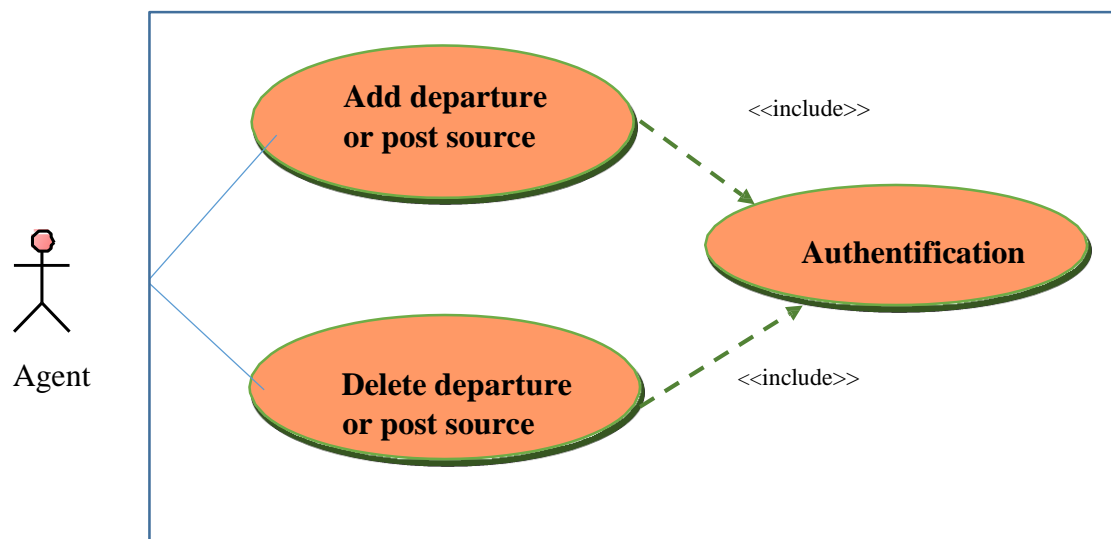 Add departure
or post source
<<include>>
Authentification
Agent
Delete departure
or post source
<<include>>